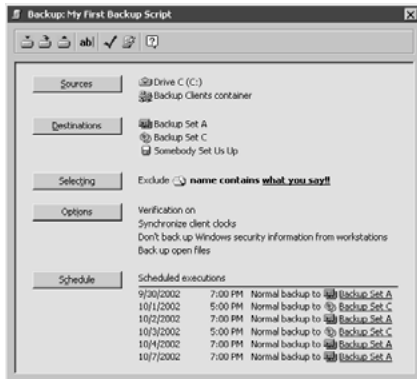 Backup: My First Backup Script
ab|
Sources
Drive C (C:)
Backup Clients container
Destinations
Backup Set A
Backup Set C
Somebody Set Us Up
Selecting
Exclude name contains what you say!!
Options
Verification on
Synchronize client clocks
Don't back up Windows security information from workstations
Back up open files
Schedule
Scheduled executions
9/30/2002 7:00 PM Normal backup to Backup Set A
10/1/2002 5:00 PM Normal backup to Backup Set C
10/2/2002 7:00 PM Normal backup to Backup Set A
10/3/2002 5:00 PM Normal backup to Backup Set C
10/4/2002 7:00 PM Normal backup to Backup Set A
10/7/2002 7:00 PM Normal backup to Backup Set A